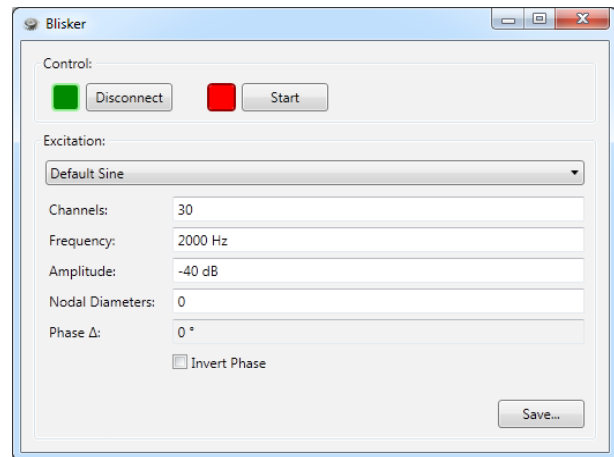 Blisker
Control:
Disconnect
Start
Excitation:
Default Sine
Channels: 30
Frequency: 2000 Hz
Amplitude: -40 dB
Nodal Diameters: 0
Phase Δ: 0 °
Invert Phase
Save...